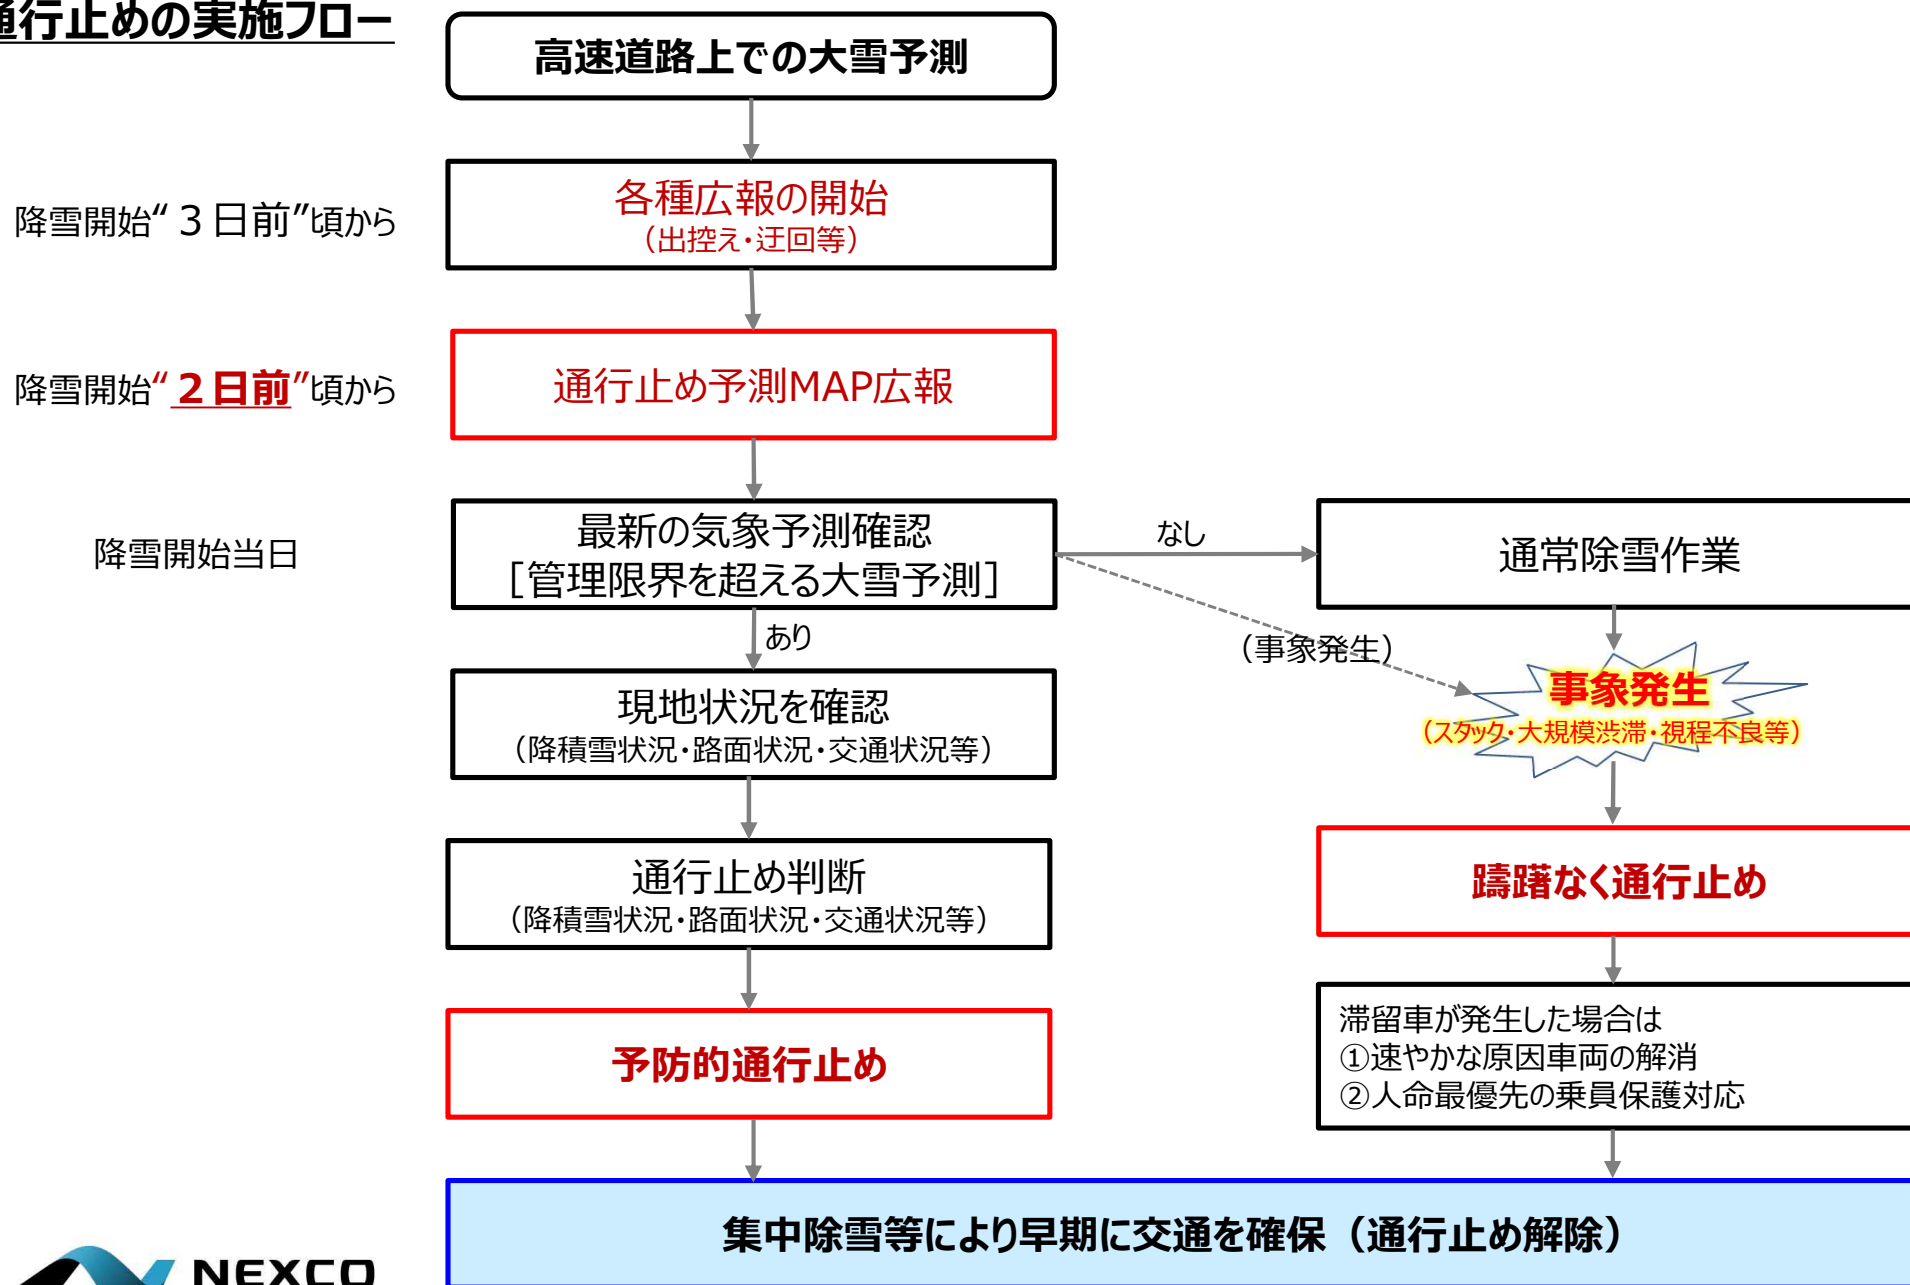 通行止めの実施フロー
高速道路上での大雪予測
降雪開始“３日前”頃から
各種広報の開始
（出控え・迂回等）
降雪開始“２日前”頃から
通行止め予測MAP広報
降雪開始当日
最新の気象予測確認
［管理限界を超える大雪予測］
なし
通常除雪作業
あり
（事象発生）
現地状況を確認
（降積雪状況・路面状況・交通状況等）
事象発生
（スタック・大規模渋滞・視程不良等）
通行止め判断
（降積雪状況・路面状況・交通状況等）
躊躇なく通行止め
予防的通行止め
滞留車が発生した場合は
①速やかな原因車両の解消
②人命最優先の乗員保護対応
集中除雪等により早期に交通を確保（通行止め解除）
NEXCO